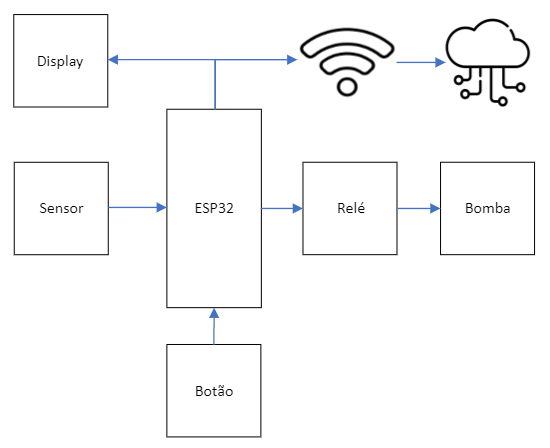 Display
Sensor
ESP32
Relé
Bomba
Botão